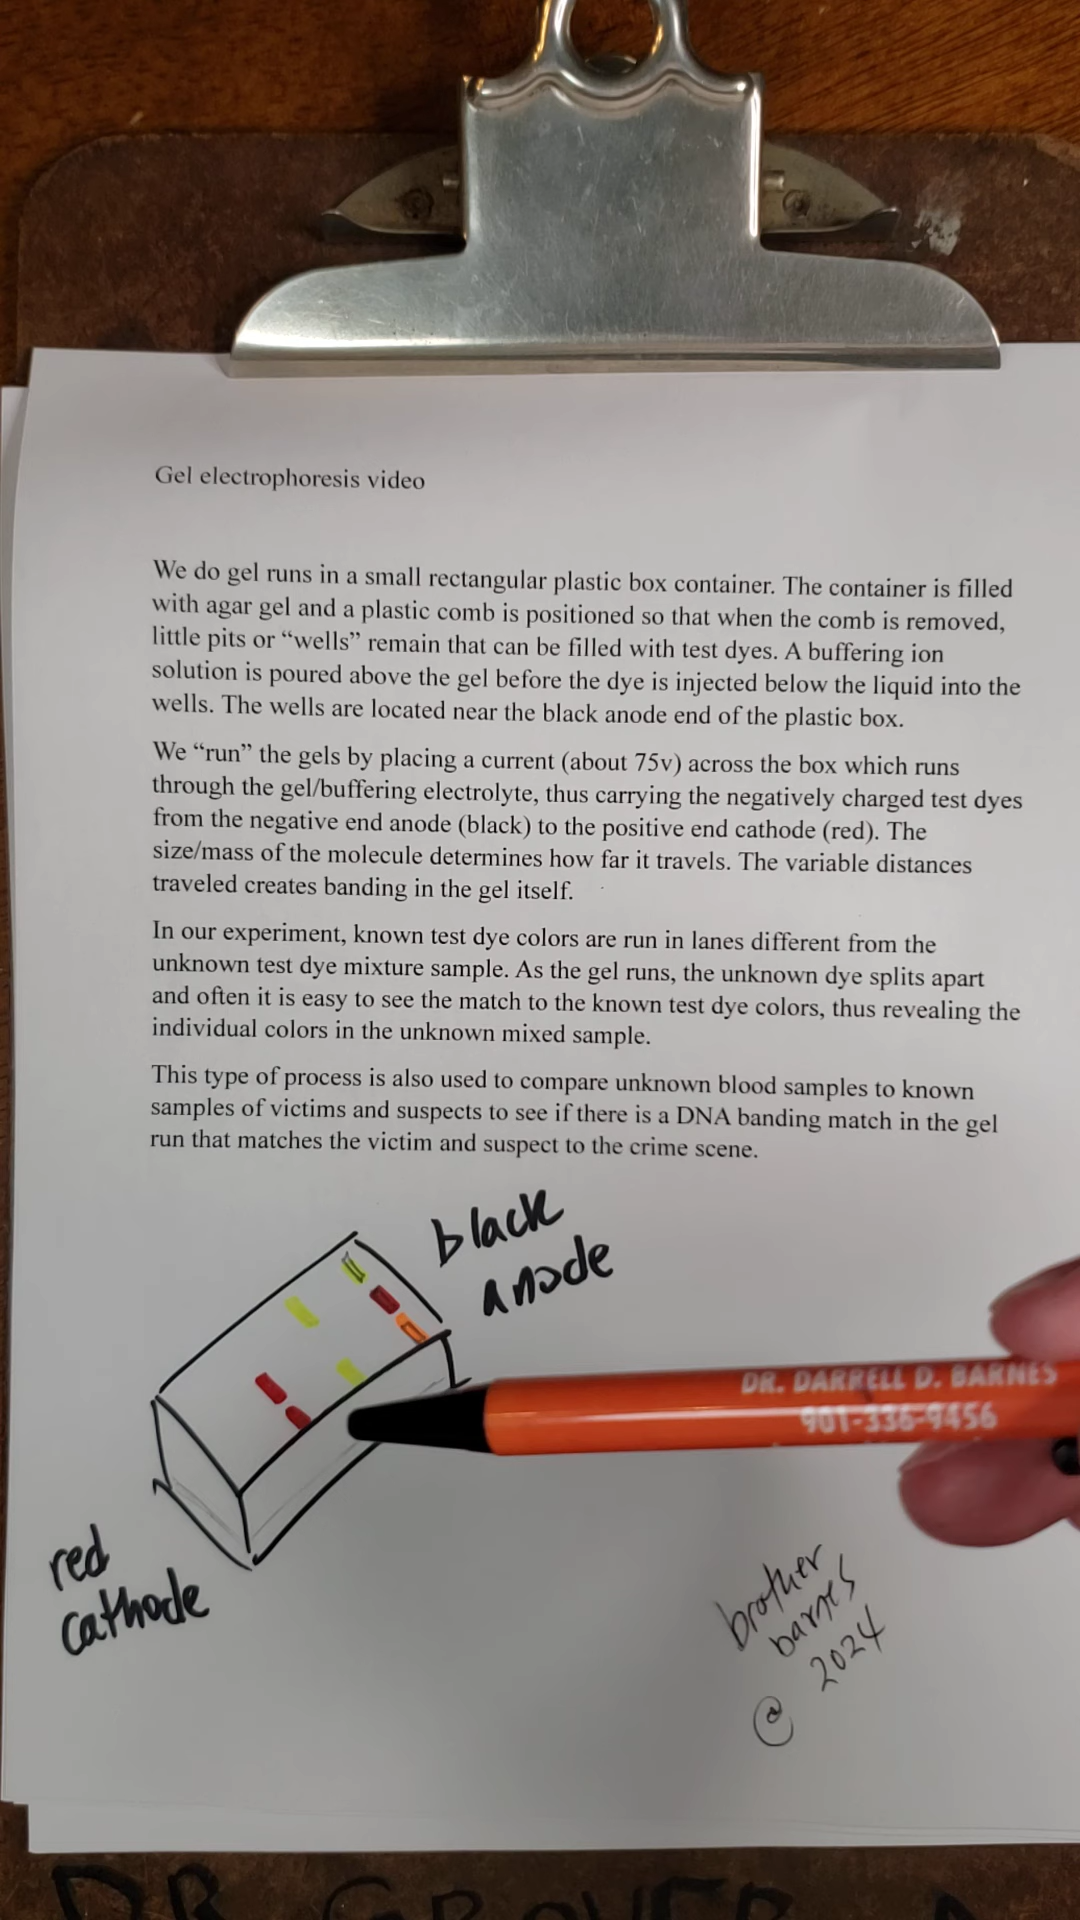 Gel electrophoresis video
We do gel runs in a small rectangular plastic box container. The container is filled
with agar gel and a plastic comb is positioned so that when the comb is removed,
little pits or “wells” remain that can be filled with test dyes. A buffering ion
solution is poured above the gel before the dye is injected below the liquid into the
wells. The wells are located near the black anode end of the plastic box.
We “run” the gels by placing a current (about 75v) across the box which runs
through the gel/buffering electrolyte, thus carrying the negatively charged test dyes
from the negative end anode (black) to the positive end cathode (red). The
size/mass of the molecule determines how far it travels. The variable distances
traveled creates banding in the gel itself.
In our experiment, known test dye colors are run in lanes different from the
unknown test dye mixture sample. As the gel runs, the unknown dye splits apart
and often it is easy to see the match to the known test dye colors, thus revealing the
individual colors in the unknown mixed sample.
This type of process is also used to compare unknown blood samples to known
samples of victims and suspects to see if there is a DNA banding match in the gel
run that matches the victim and suspect to the crime scene.
black
anode
DR. DARRELL D. BARNES
901-336-9456
red
cathode
brother
barnes
2024
DR